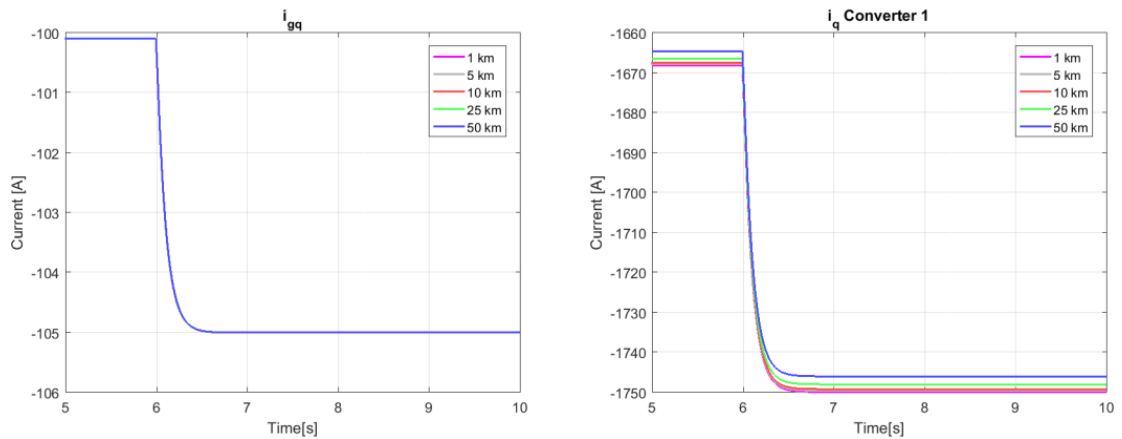 i_gq
-100
-101
-102
-103
-104
-105
-106
Current [A]
5 6 7 8 9 10
Time[s]
1 km
5 km
10 km
25 km
50 km
i_q Converter 1
-1660
-1670
-1680
-1690
-1700
-1710
-1720
-1730
-1740
-1750
Current [A]
5 6 7 8 9 10
Time[s]
1 km
5 km
10 km
25 km
50 km